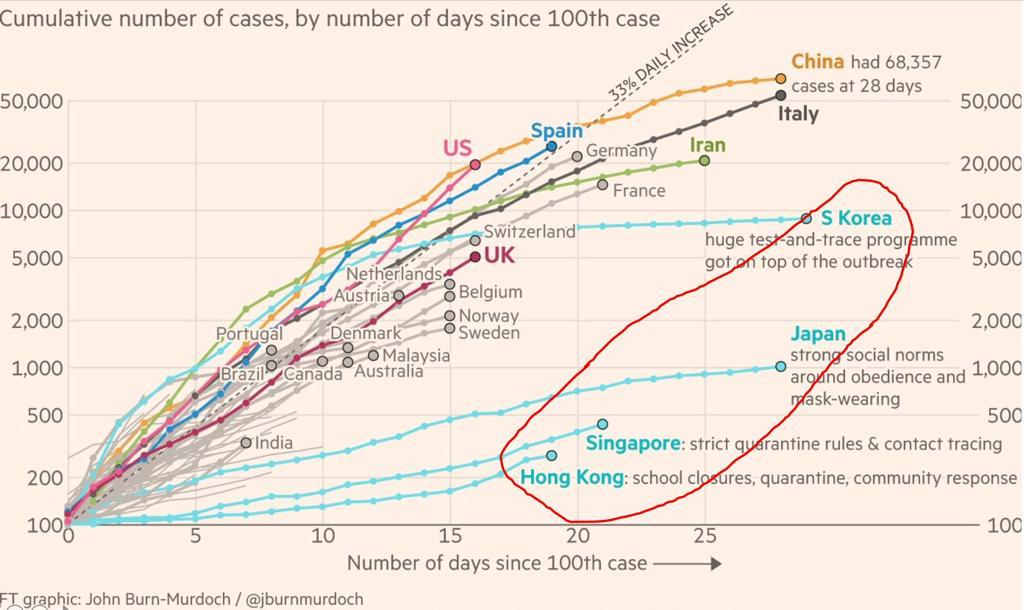 Cumulative number of cases, by number of days since 100th case
33% DAILY INCREASE
China had 68,357
cases at 28 days
50,000
50,000
Italy
Spain
US
Germany
Iran
20,000
20,000
France
10,000
10,000
S Korea
Switzerland
huge test-and-trace programme
got on top of the outbreak
5,000
5,000
UK
Netherlands
Austria
Belgium
2,000
2,000
Norway
Sweden
Portugal
Denmark
Japan
Malaysia
strong social norms
around obedience and
mask-wearing
1,000
1,000
Brazil
Canada
Australia
500
500
India
Singapore: strict quarantine rules & contact tracing
200
200
Hong Kong: school closures, quarantine, community response
100
100
0
5
10
15
20
25
Number of days since 100th case
FT graphic: John Burn-Murdoch / @jburnmurdoch